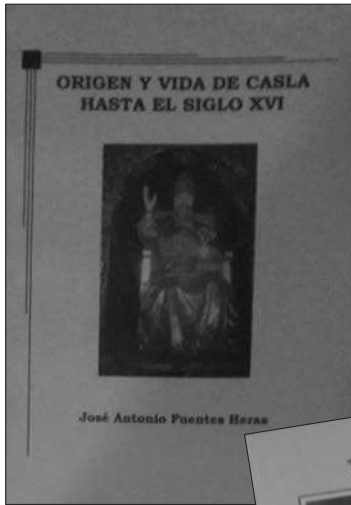 ORIGEN Y VIDA DE CASLA
HASTA EL SIGLO XVI
José Antonio Fuentes Heras